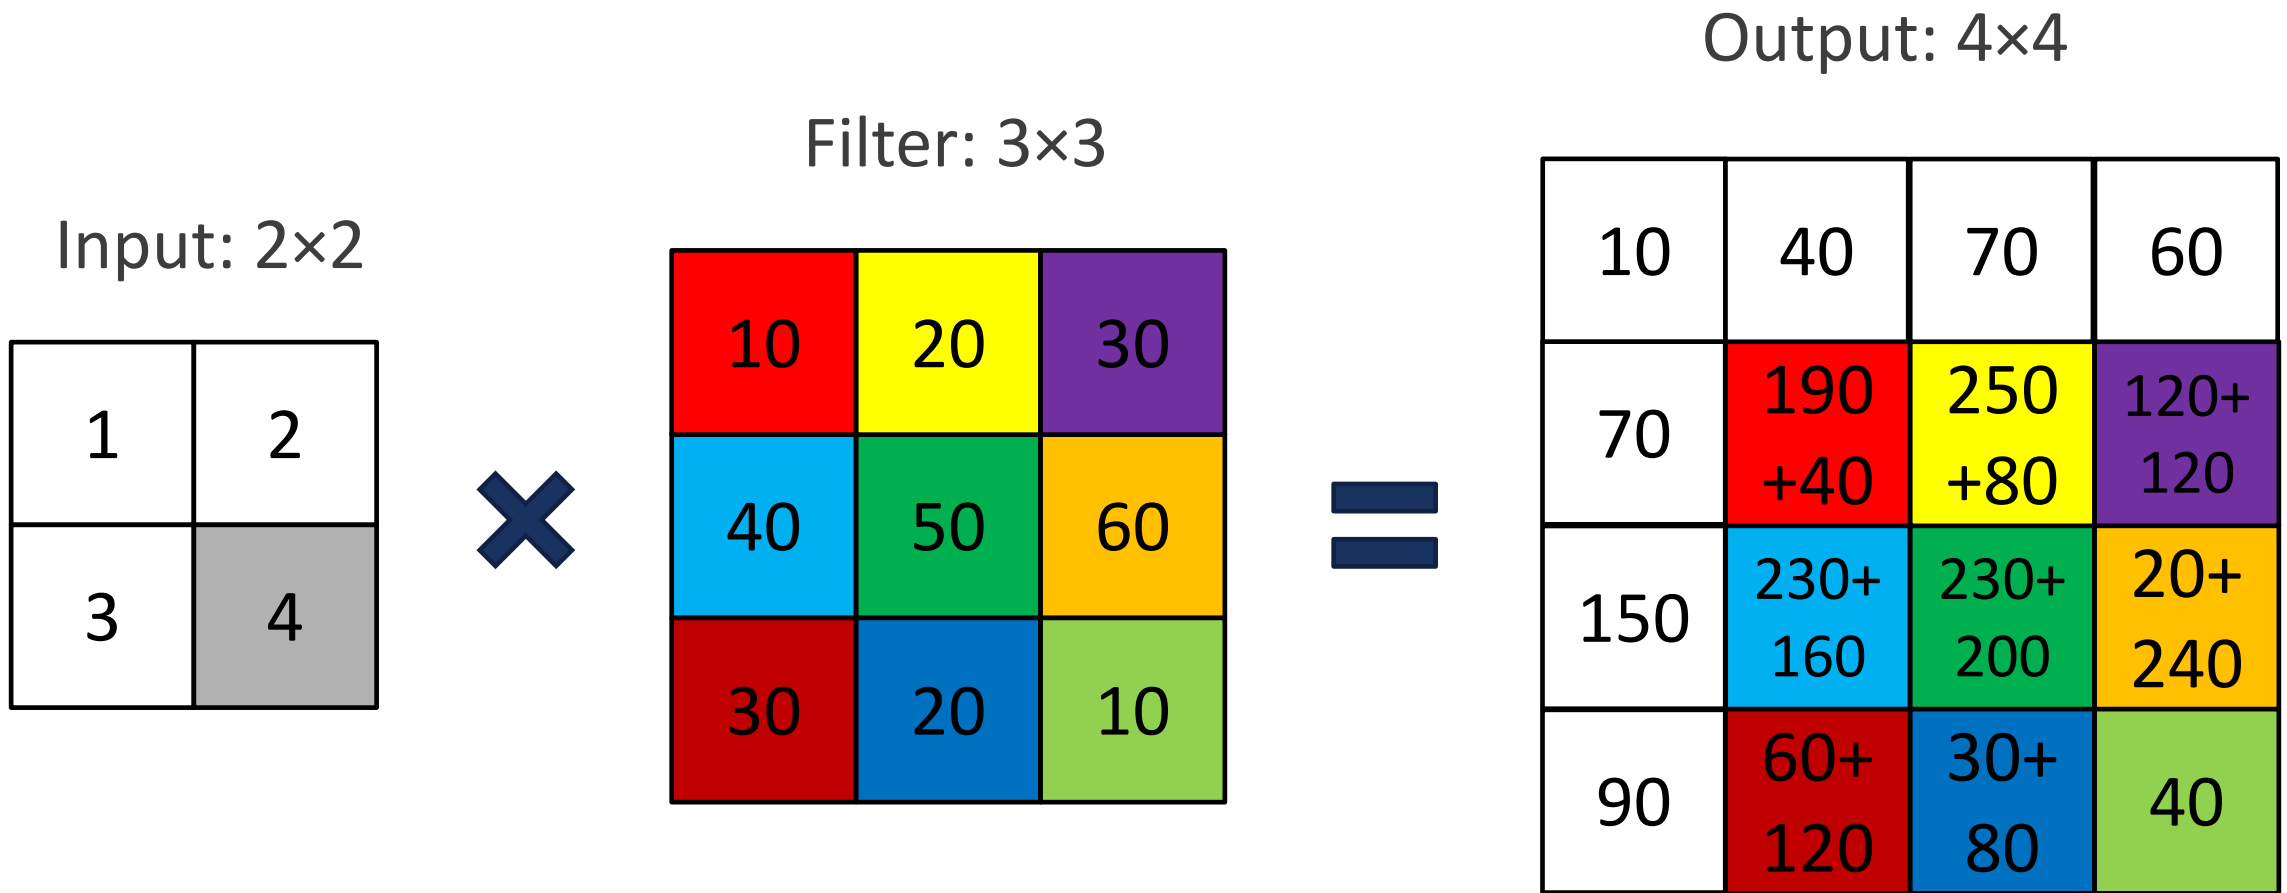 Output: 4×4
Filter: 3×3
Input: 2×2
1 2
3 4
10 20 30
40 50 60
30 20 10
10 40 70 60
70 190 +40 250 +80 120+ 120
150 230+ 160 230+ 200 20+ 240
90 60+ 120 30+ 80 40